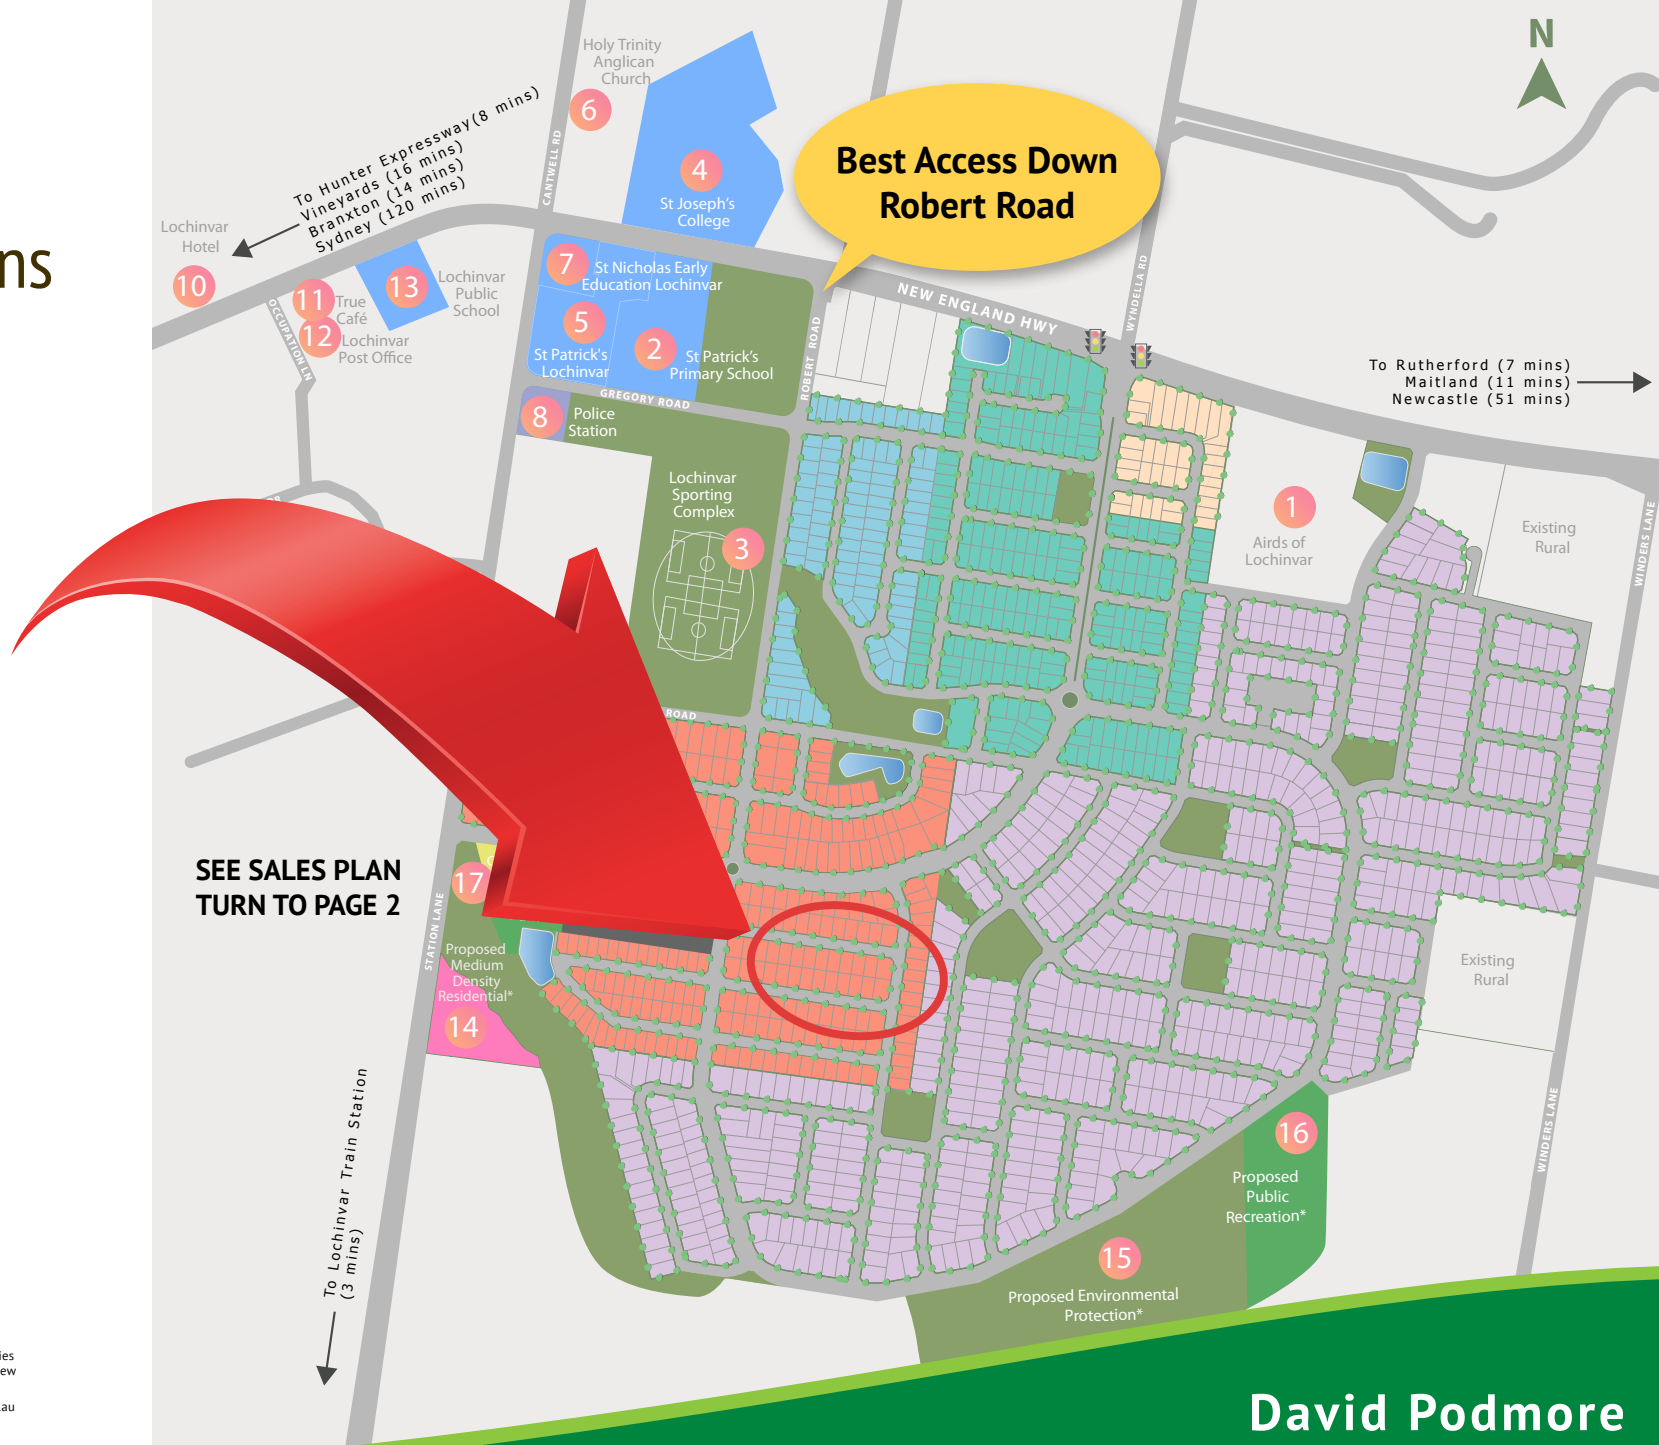 ns
N
Holy Trinity
Anglican
Church
6
To Hunter Expressway(8 mins)
Vineyards (16 mins)
Branxton (14 mins)
Sydney (120 mins)
CANTWELL RD
4
St Joseph's
College
Best Access Down
Robert Road
Lochinvar
Hotel
10
11
True
Café
12
Lochinvar
Post Office
13
Lochinvar
Public
School
OCCUPATION LN
7
St Nicholas Early
Education Lochinvar
5
St Patrick's
Lochinvar
2
St Patrick's
Primary School
GREGORY ROAD
ROBERT ROAD
NEW ENGLAND HWY
WYNDELLA RD
To Rutherford (7 mins)
Maitland (11 mins)
Newcastle (51 mins)
8
Police
Station
Lochinvar
Sporting
Complex
3
1
Airds of
Lochinvar
Existing
Rural
WINDERS LANE
ROAD
SEE SALES PLAN
TURN TO PAGE 2
17
STATION LANE
Proposed
Medium
Density
Residential*
14
Existing
Rural
WINDERS LANE
16
Proposed
Public
Recreation*
15
Proposed Environmental
Protection*
To Lochinvar Train Station
(3 mins)
ies
ew
.au
David Podmore